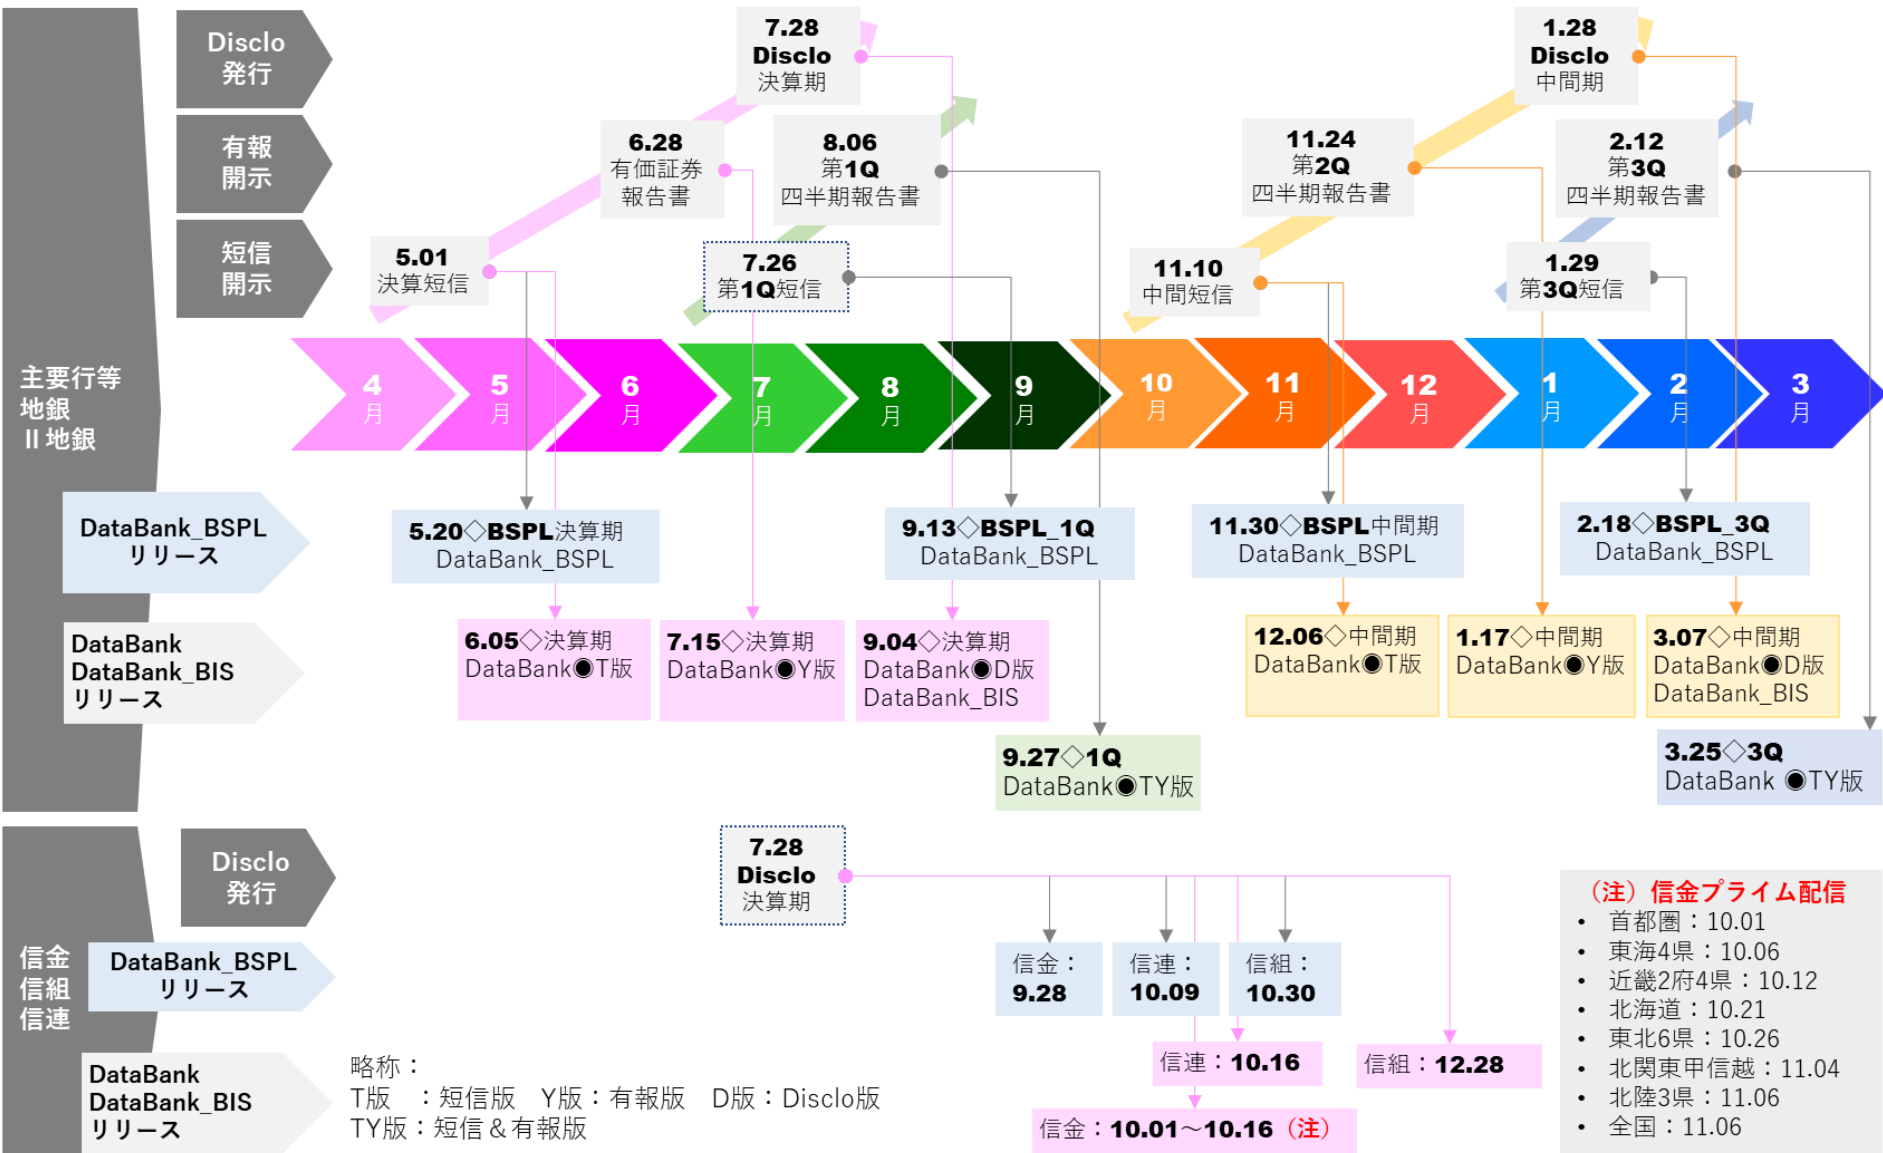 Disclo
発行
有報
開示
短信
開示
7.28
Disclo
決算期
1.28
Disclo
中間期
6.28
有価証券
報告書
8.06
第1Q
四半期報告書
11.24
第2Q
四半期報告書
2.12
第3Q
四半期報告書
5.01
決算短信
7.26
第1Q短信
11.10
中間短信
1.29
第3Q短信
主要行等
地銀
Ⅱ地銀
4
月
5
月
6
月
7
月
8
月
9
月
10
月
11
月
12
月
1
月
2
月
3
月
DataBank_BSPL
リリース
5.20◇BSPL決算期
DataBank_BSPL
9.13◇BSPL_1Q
DataBank_BSPL
11.30◇BSPL中間期
DataBank_BSPL
2.18◇BSPL_3Q
DataBank_BSPL
DataBank
DataBank_BIS
リリース
6.05◇決算期
DataBank◉T版
7.15◇決算期
DataBank◉Y版
9.04◇決算期
DataBank◉D版
DataBank_BIS
12.06◇中間期
DataBank◉T版
1.17◇中間期
DataBank◉Y版
3.07◇中間期
DataBank◉D版
DataBank_BIS
9.27◇1Q
DataBank◉TY版
3.25◇3Q
DataBank ◉TY版
信金
信組
信連
Disclo
発行
7.28
Disclo
決算期
DataBank_BSPL
リリース
信金：
9.28
信連：
10.09
信組：
10.30
DataBank
DataBank_BIS
リリース
信連：10.16
信組：12.28
信金：10.01～10.16（注）
略称：
T版　：短信版　Y版：有報版　D版：Disclo版
TY版：短信＆有報版
（注）信金プライム配信
• 首都圏：10.01
• 東海4県：10.06
• 近畿2府4県：10.12
• 北海道：10.21
• 東北6県：10.26
• 北関東甲信越：11.04
• 北陸3県：11.06
• 全国：11.06